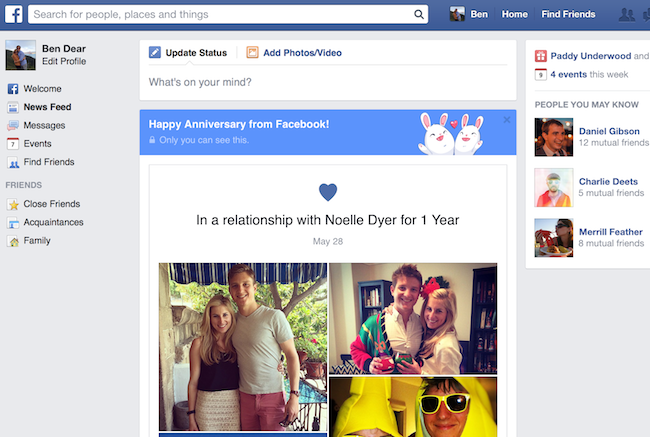 f
Search for people, places and things
Ben
Home
Find Friends
Ben Dear
Edit Profile
Welcome
News Feed
Messages
7
Events
Find Friends
FRIENDS
Close Friends
Acquaintances
Family
Update Status
Add Photos/Video
What's on your mind?
Happy Anniversary from Facebook!
Only you can see this.
In a relationship with Noelle Dyer for 1 Year
May 28
Paddy Underwood and
9
4 events this week
PEOPLE YOU MAY KNOW
Daniel Gibson
12 mutual friends
Charlie Deets
5 mutual friends
Merrill Feather
8 mutual friends